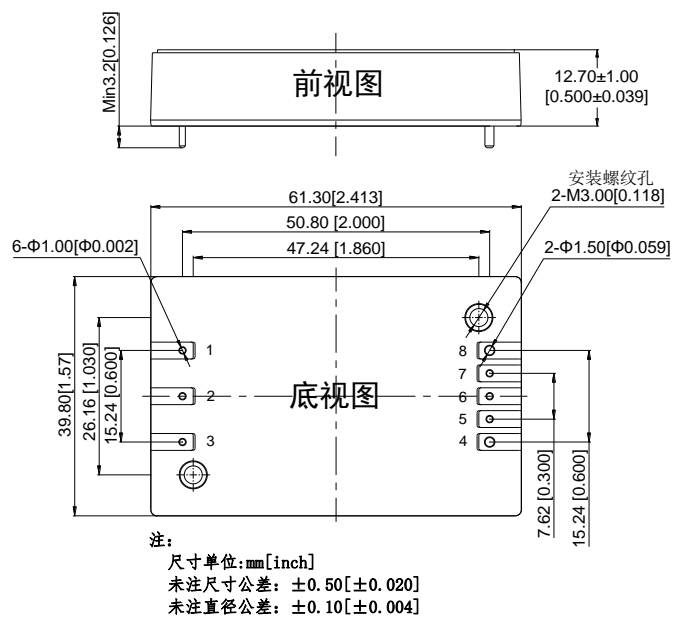 Min3.2[0.126]
前视图
12.70±1.00
[0.500±0.039]
安装螺纹孔
2-M3.00[0.118]
61.30[2.413]
50.80 [2.000]
47.24 [1.860]
6-Φ1.00[Φ0.002]
2-Φ1.50[Φ0.059]
39.80[1.57]
26.16 [1.030]
15.24 [0.600]
1
2
3
底视图
8
7
6
5
4
7.62 [0.300]
15.24 [0.600]
注:
尺寸单位:mm[inch]
未注尺寸公差: ±0.50[±0.020]
未注直径公差: ±0.10[±0.004]